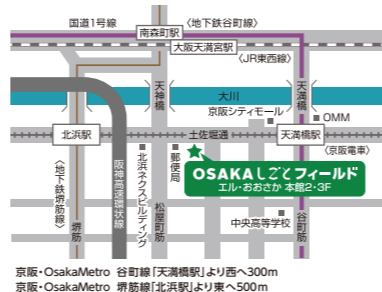 国道1号線
〈地下鉄谷町線〉
南森町駅
大阪天満宮駅
〈JR東西線〉
天神橋
大川
天満橋
京阪シティモール
OMM
北浜駅
土佐堀通
天満橋駅
〈京阪電車〉
〈地下鉄堺筋線〉
堺筋
阪神高速環状線
北浜ネクスビルディング
郵便局
松屋町筋
OSAKAしごとフィールド
エル・おおさか 本館2・3F
中央高等学校
谷町筋
京阪・OsakaMetro 谷町線「天満橋駅」より西へ300m
京阪・OsakaMetro 堺筋線「北浜駅」より東へ500m